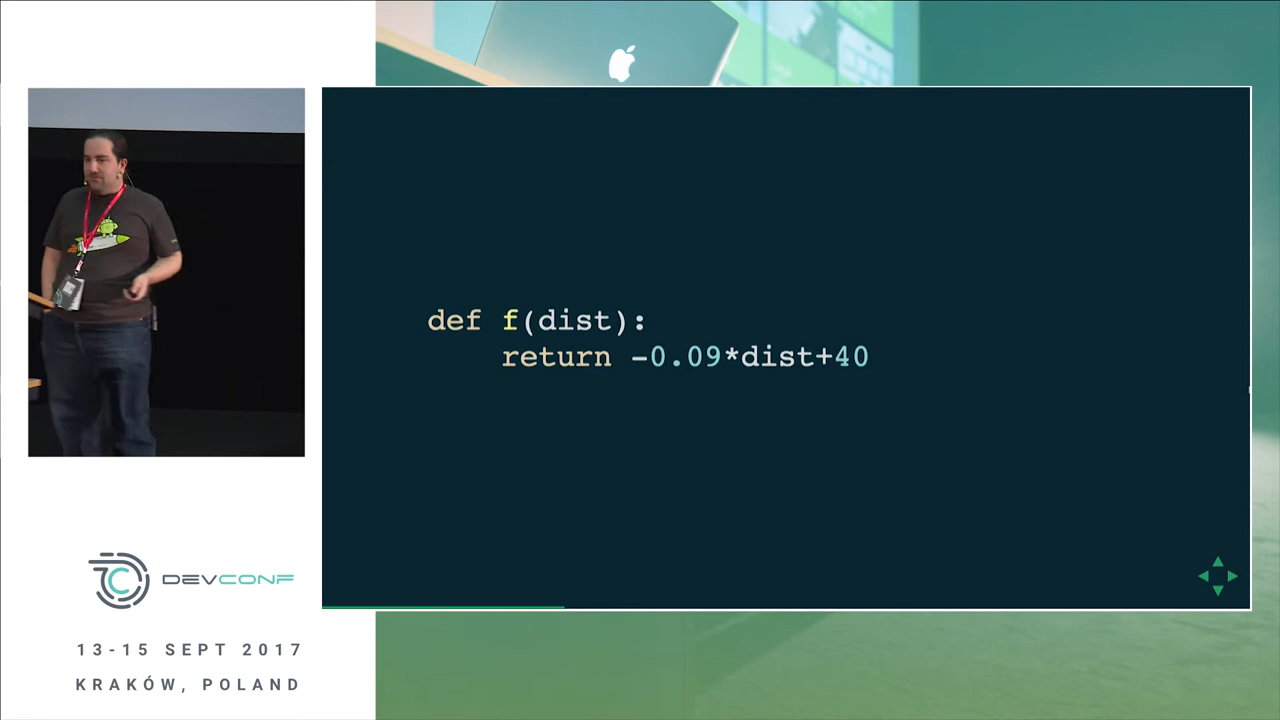 def f(dist):
    return -0.09*dist+40
DEVCONF
13-15 SEPT 2017
KRAKÓW, POLAND